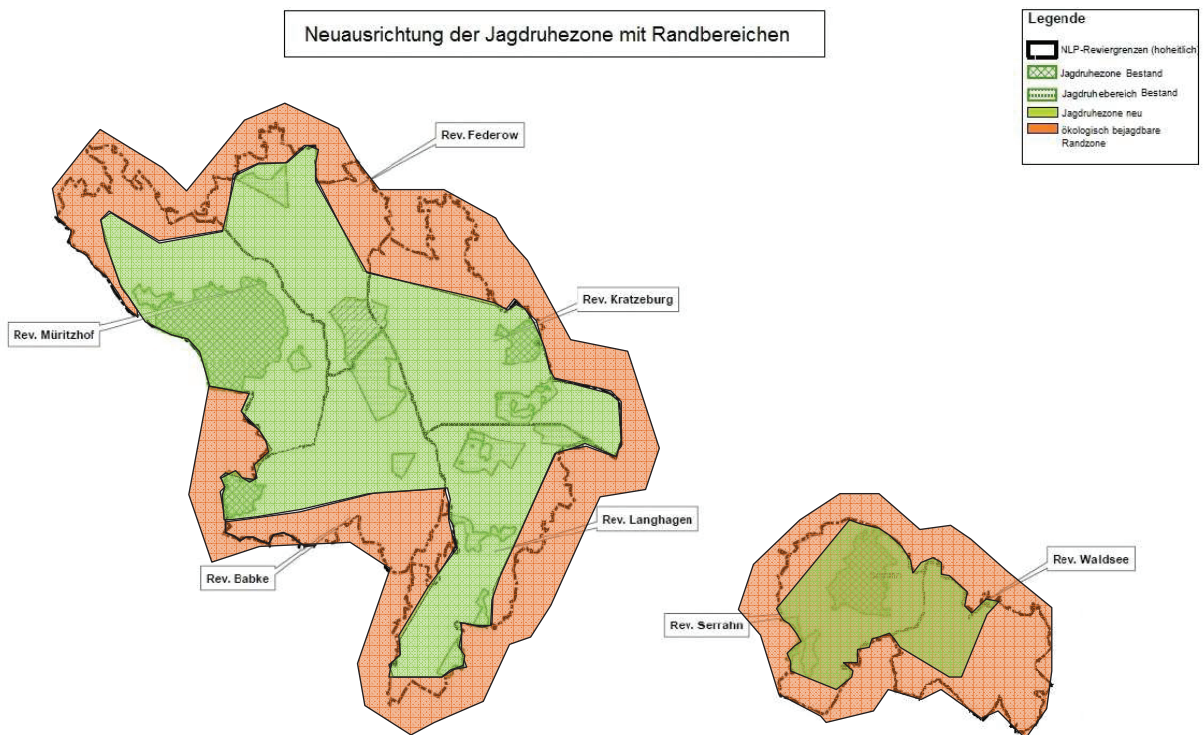 Neuausrichtung der Jagdruhezone mit Randbereichen
Legende
NLP-Reviergrenzen (hoheitlich)
Jagdruhezone Bestand
Jagdruhebereich Bestand
Jagdruhezone neu
ökologisch bejagdbare
Randzone
Rev. Federow
Rev. Kratzeburg
Rev. Müritzhof
Rev. Langhagen
Rev. Babke
Rev. Waldsee
Rev. Serrahn